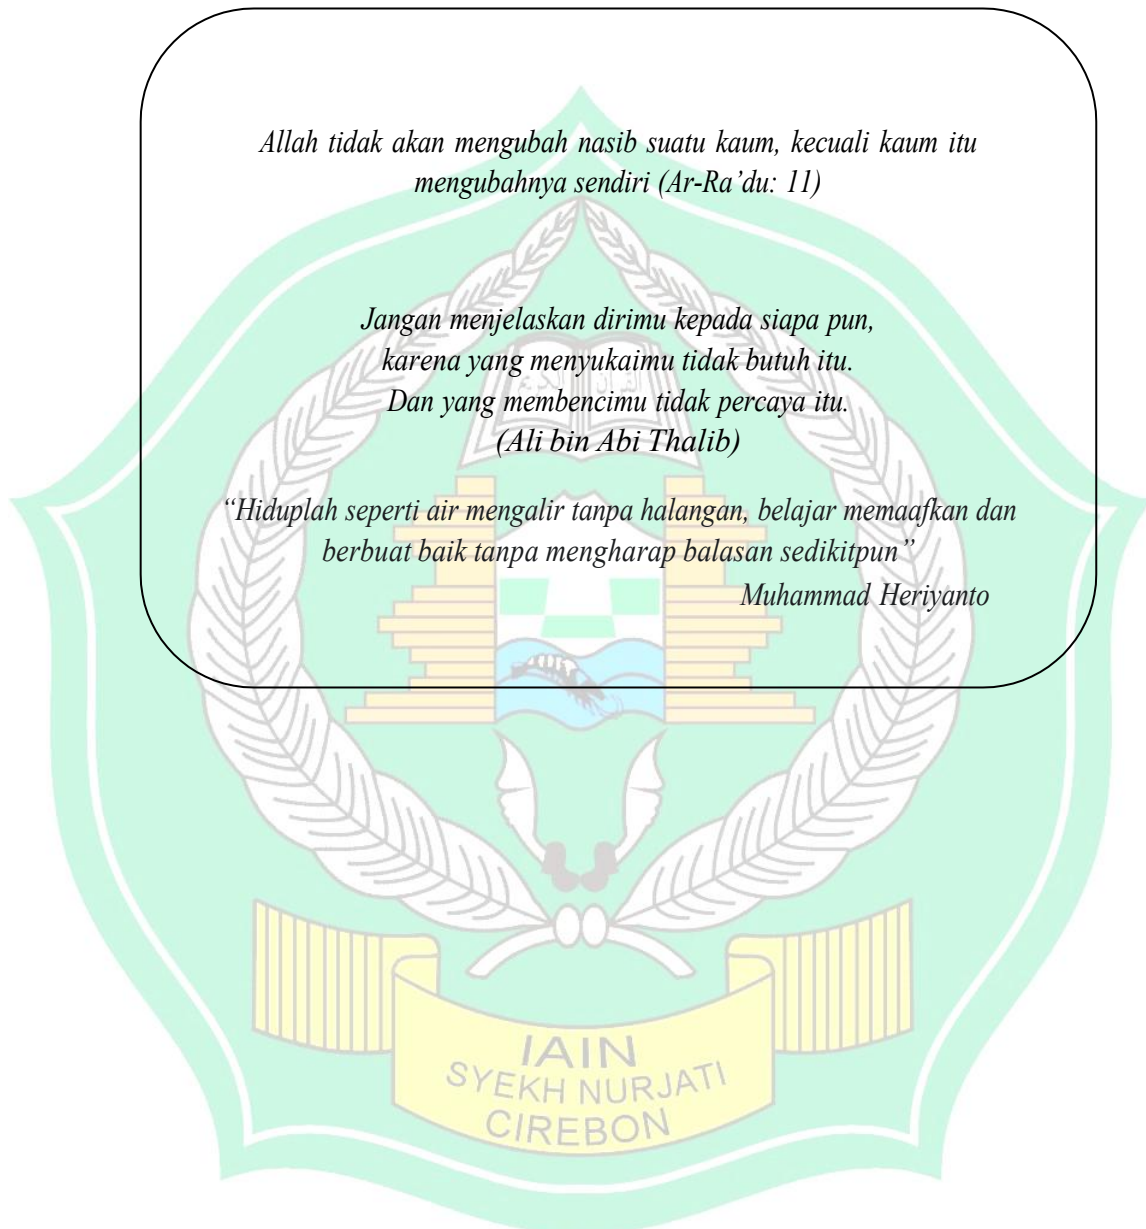 Allah tidak akan mengubah nasib suatu kaum, kecuali kaum itu
mengubahnya sendiri (Ar-Ra’du: 11)
Jangan menjelaskan dirimu kepada siapa pun,
karena yang menyukaimu tidak butuh itu.
Dan yang membencimu tidak percaya itu.
(Ali bin Abi Thalib)
“Hiduplah seperti air mengalir tanpa halangan, belajar memaafkan dan
berbuat baik tanpa mengharap balasan sedikitpun”
Muhammad Heriyanto
IAIN
SYEKH NURJATI
CIREBON